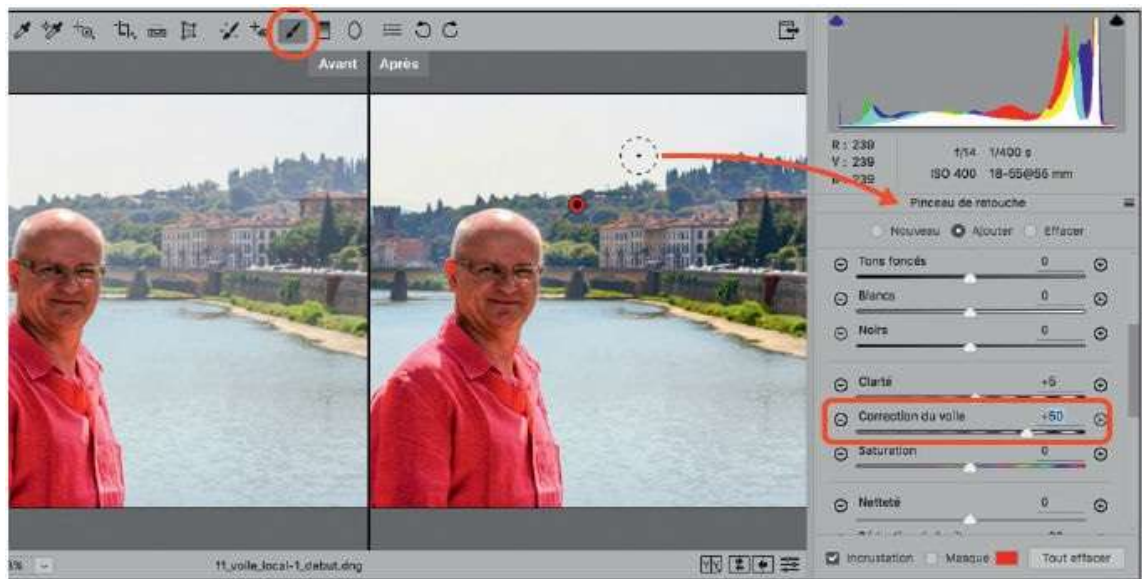 Avant
Après
R : 239
V : 239
B : 239
f/14 1/400 s
ISO 400 18-55@55 mm
Pinceau de retouche
Nouveau Ajouter Effacer
Tons foncés 0
Blancs 0
Noirs 0
Clarté +5
Correction du voile +50
Saturation 0
Netteté 0
11_voile_local-1_debut.dng
Incrustation Masque Tout effacer